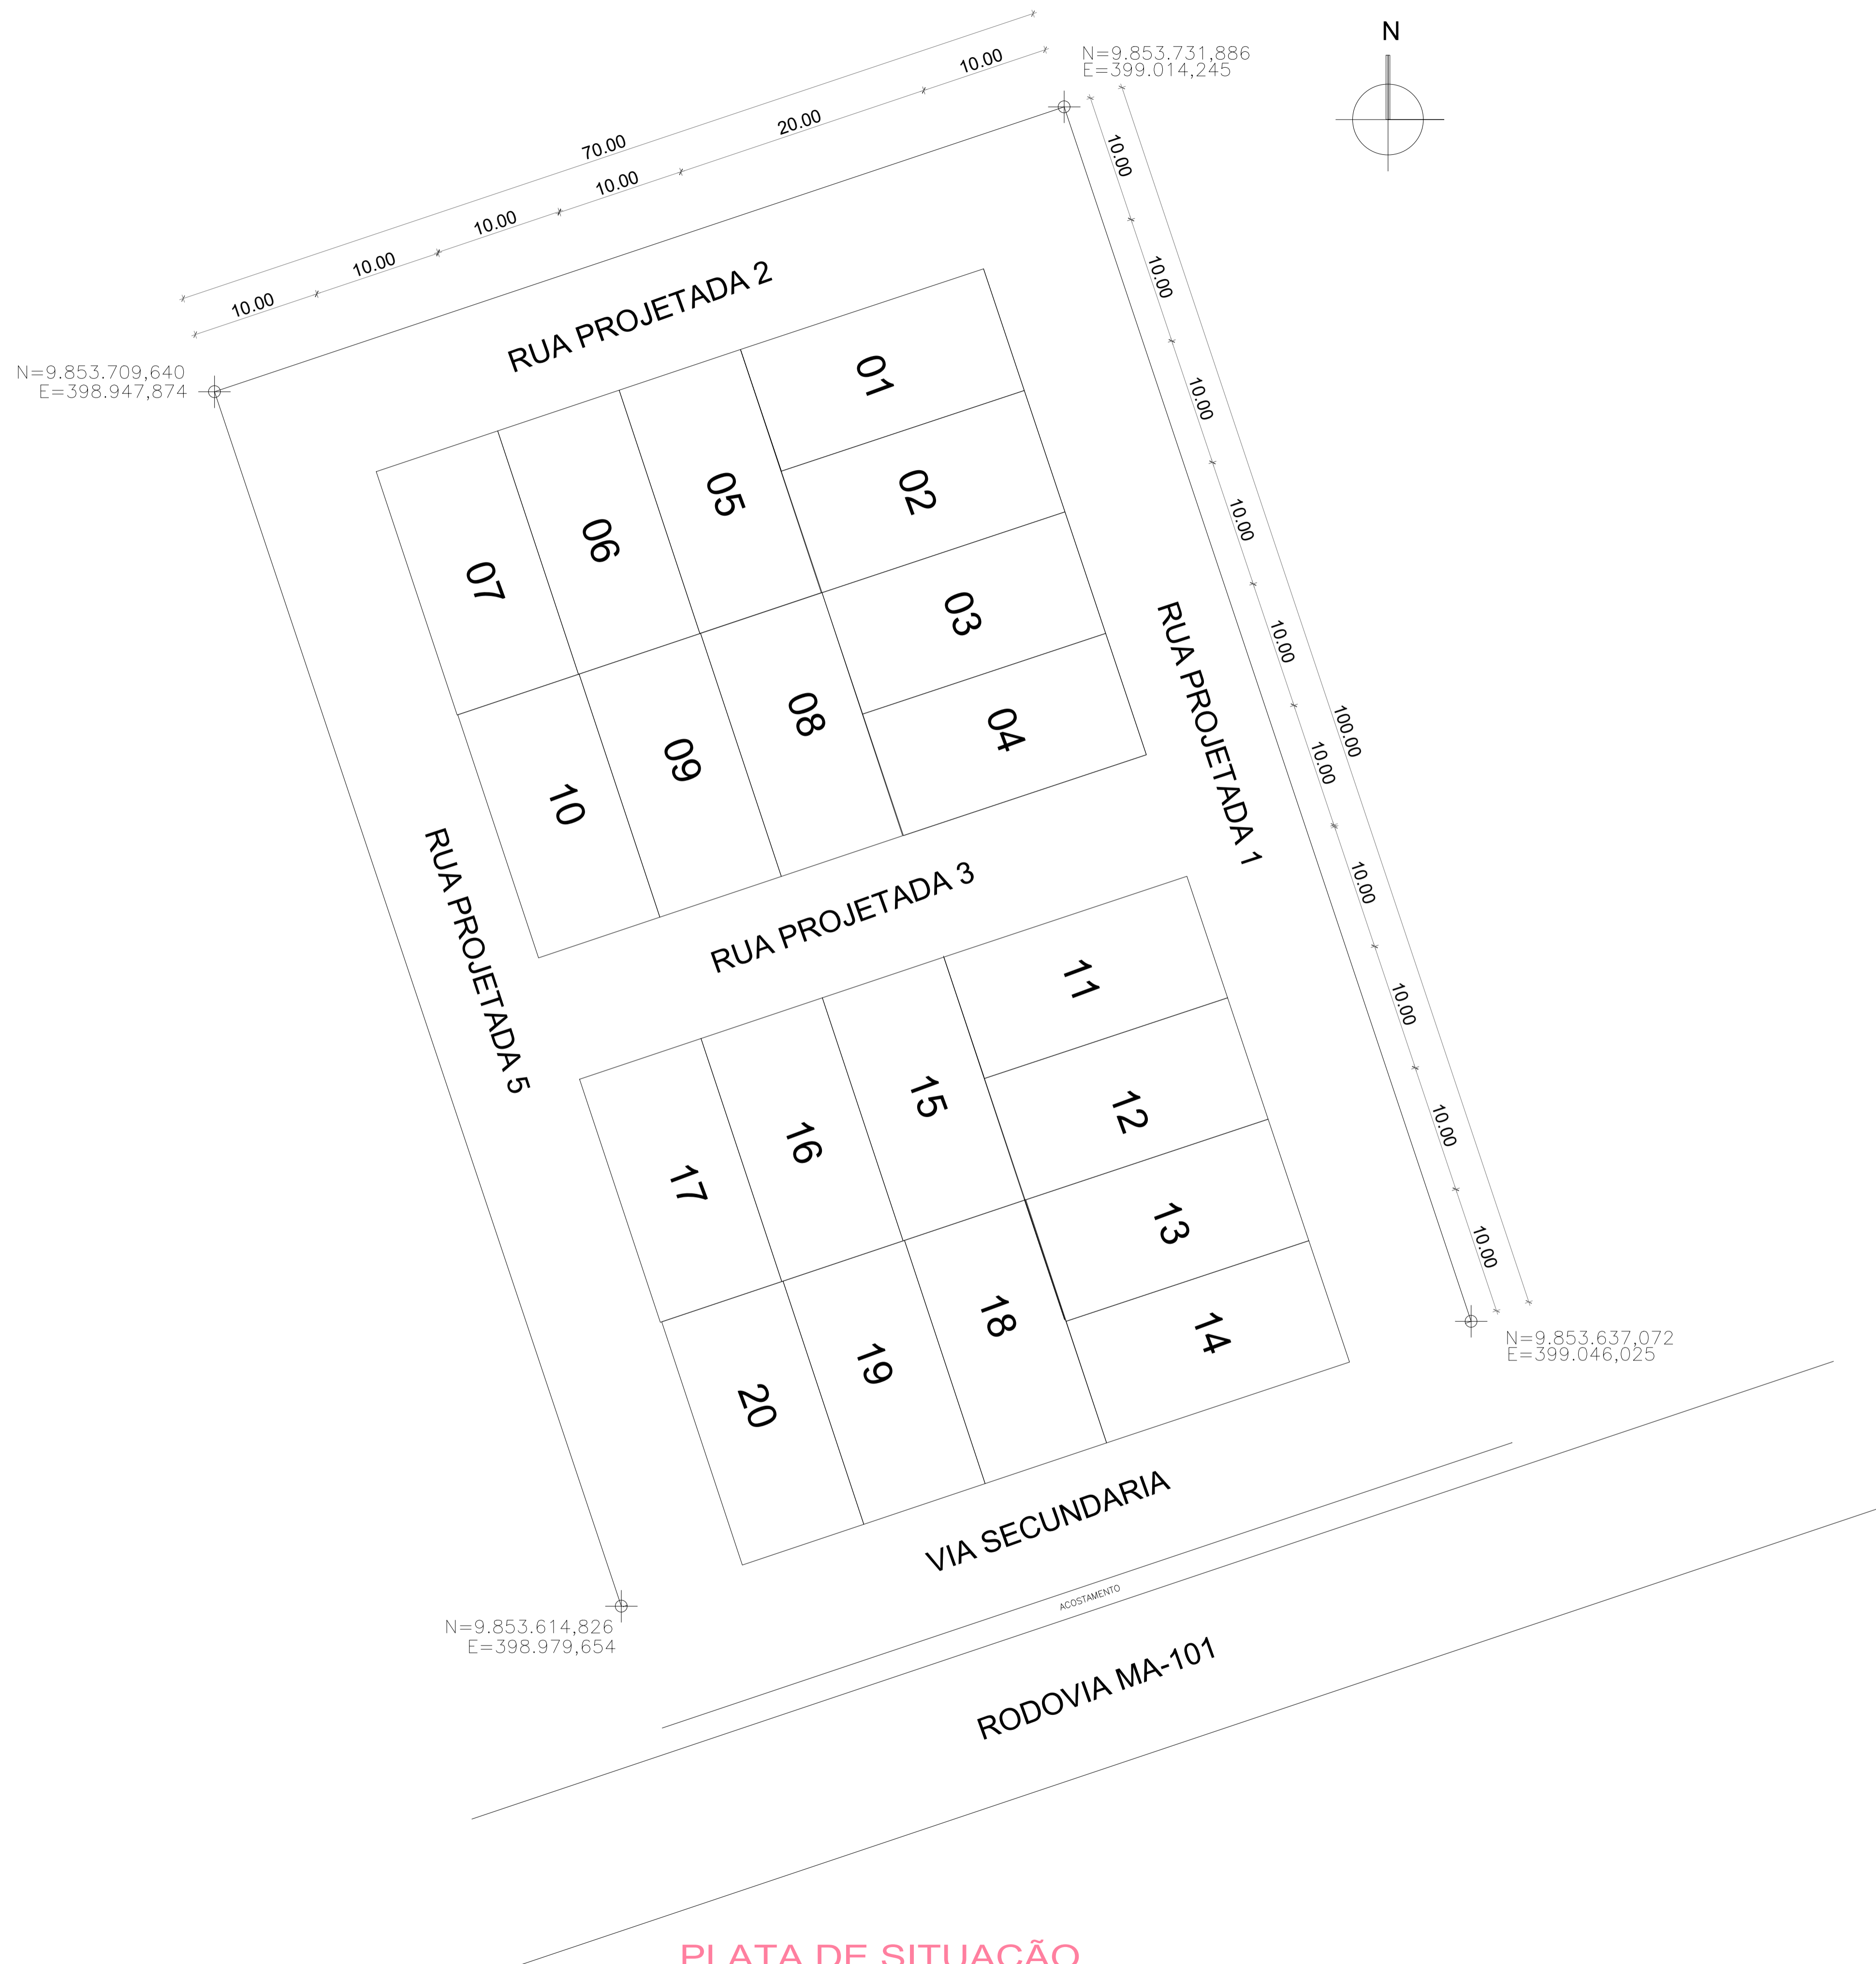 N
N=9.853.731,886
E=399.014,245
70.00
10.00
10.00
10.00
10.00
20.00
10.00
N=9.853.709,640
E=398.947,874
10.00
10.00
10.00
10.00
10.00
10.00
10.00
10.00
10.00
10.00
100.00
RUA PROJETADA 2
01
02
03
04
05
06
07
08
09
10
RUA PROJETADA 1
RUA PROJETADA 5
RUA PROJETADA 3
11
12
13
14
15
16
17
18
19
20
N=9.853.637,072
E=399.046,025
N=9.853.614,826
E=398.979,654
VIA SECUNDARIA
ACOSTAMENTO
RODOVIA MA-101
PLATA DE SITUAÇÃO